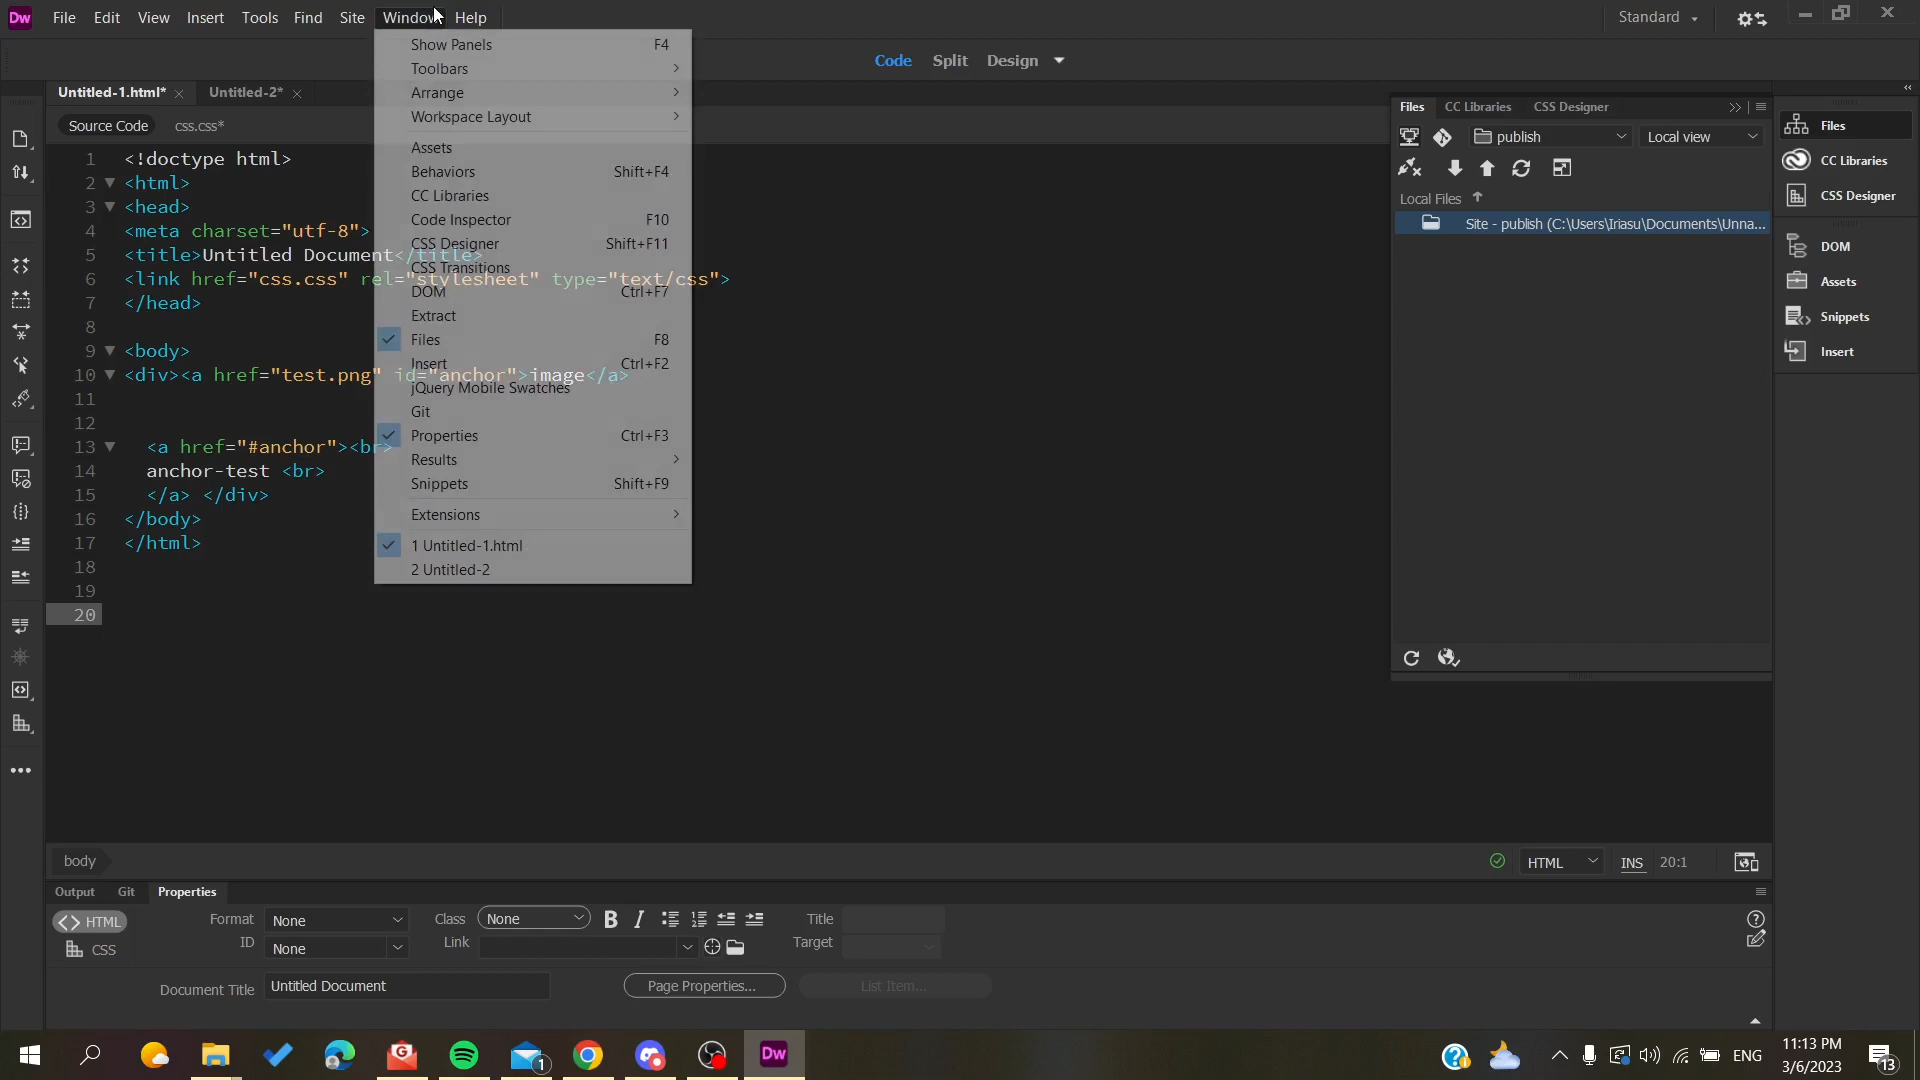 Dw File Edit View Insert Tools Find Site Window Help Standard
Code Split Design
Untitled-1.html* Untitled-2*
Source Code css.css*
Show Panels F4
Toolbars
Arrange
Workspace Layout
Assets
Behaviors Shift+F4
CC Libraries
Code Inspector F10
CSS Designer Shift+F11
CSS Transitions
DOM Ctrl+F7
Extract
Files F8
Insert Ctrl+F2
jQuery Mobile Swatches
Git
Properties Ctrl+F3
Results
Snippets Shift+F9
Extensions
1 Untitled-1.html
2 Untitled-2
1 <!doctype html>
2 <html>
3 <head>
4 <meta charset="utf-8">
5 <title>Untitled Document</title>
6 <link href="css.css" rel="stylesheet" type="text/css">
7 </head>
8
9 <body>
10 <div><a href="test.png" id="anchor">image</a>
11
12
13 <a href="#anchor"><br>
14 anchor-test <br>
15 </a> </div>
16 </body>
17 </html>
18
19
20
Files CC Libraries CSS Designer
publish Local view
Local Files
Site - publish (C:\Users\Iriasu\Documents\Unna...
Files
CC Libraries
CSS Designer
DOM
Assets
Snippets
Insert
body HTML INS 20:1
Output Git Properties
HTML Format None Class None B I Title
CSS ID None Link Target
Document Title Untitled Document Page Properties... List Item...
1 Dw ENG 11:13 PM
3/6/2023 13